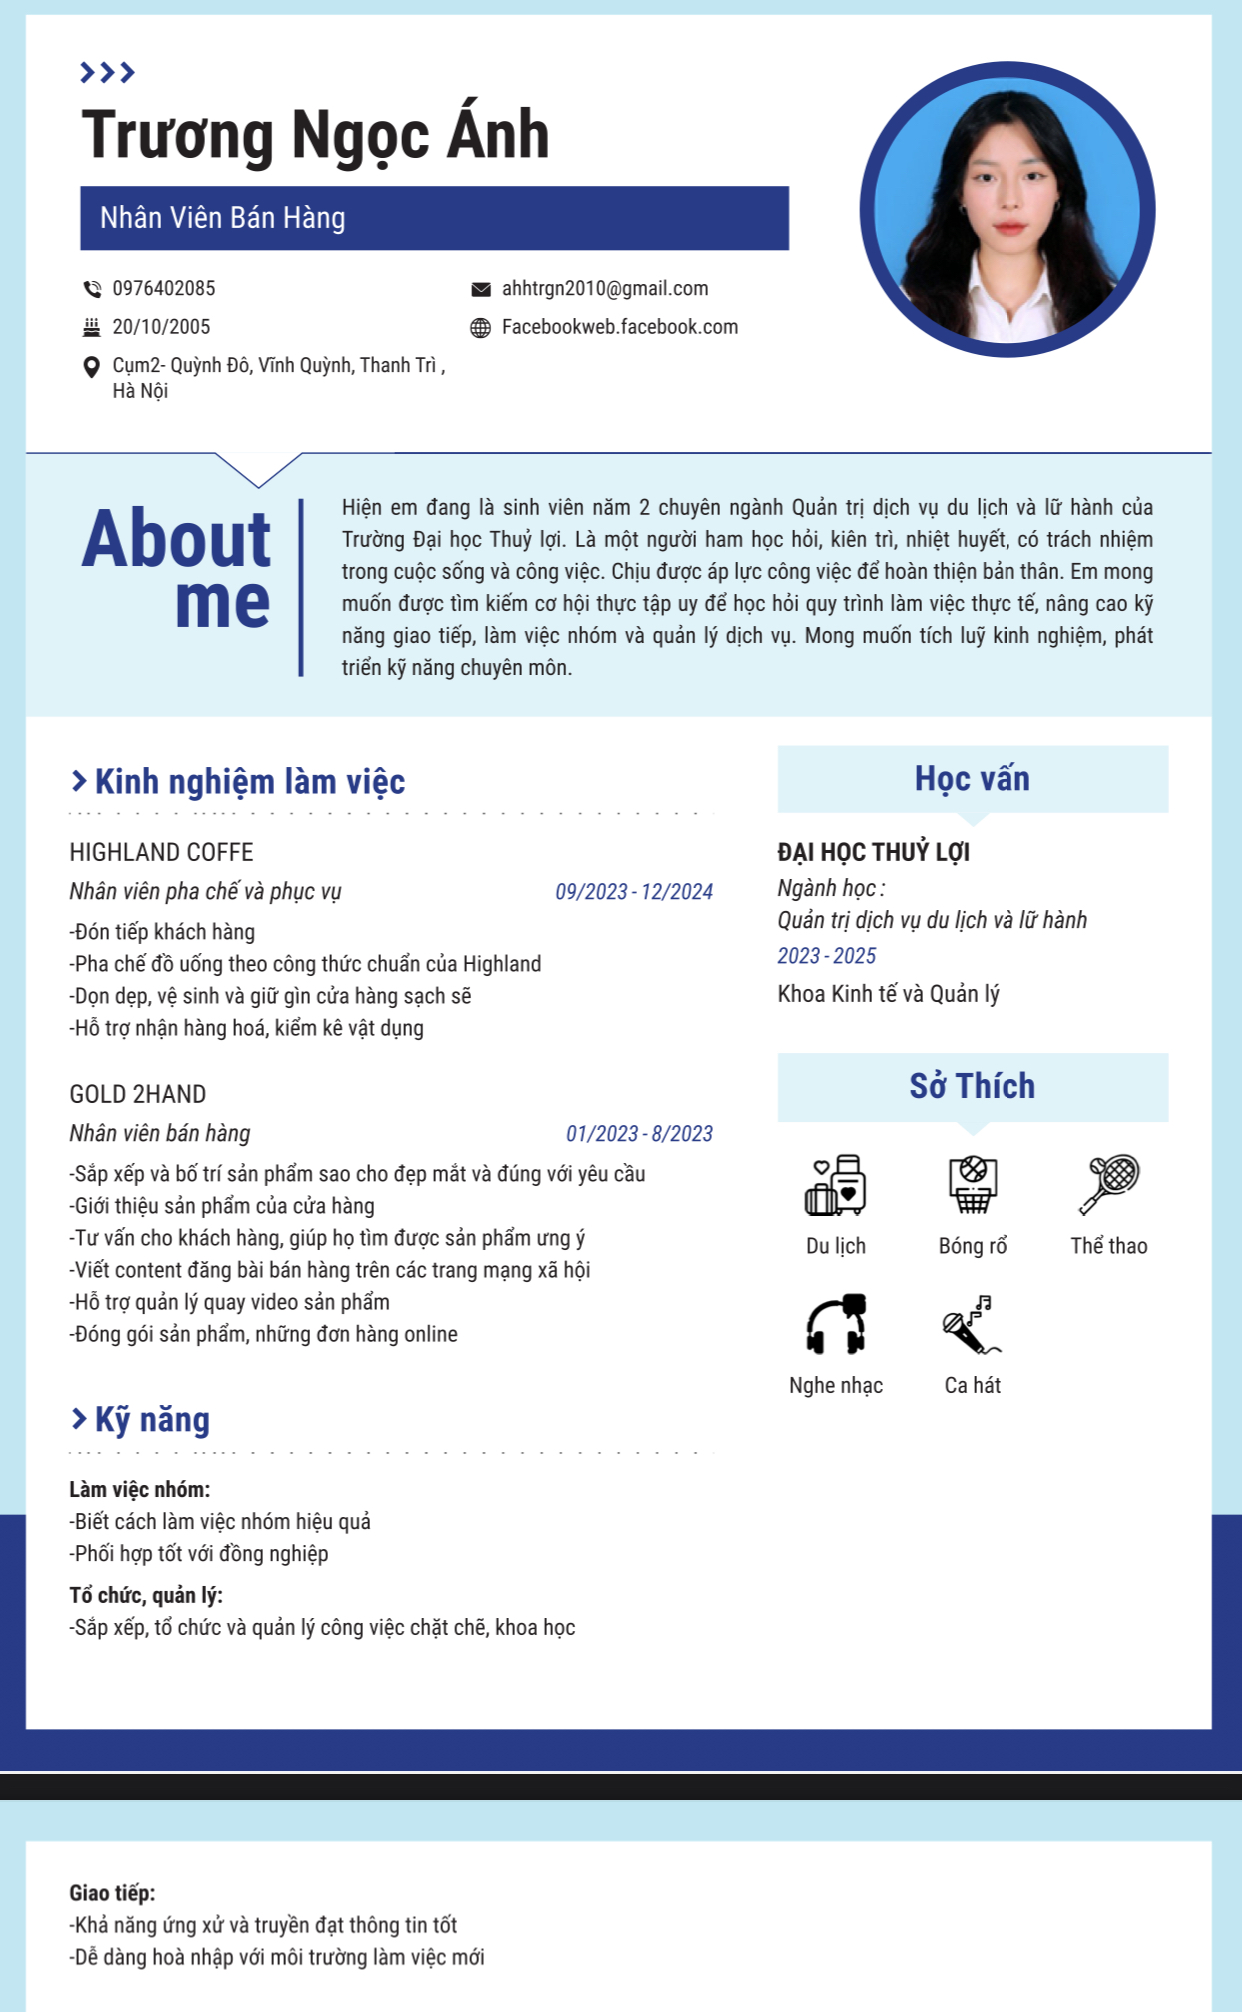 Trương Ngọc Ánh
Nhân Viên Bán Hàng
0976402085
ahhtrgn2010@gmail.com
20/10/2005
Facebookweb.facebook.com
Cụm2- Quỳnh Đô, Vĩnh Quỳnh, Thanh Trì ,
Hà Nội
About
me
Hiện em đang là sinh viên năm 2 chuyên ngành Quản trị dịch vụ du lịch và lữ hành của
Trường Đại học Thuỷ lợi. Là một người ham học hỏi, kiên trì, nhiệt huyết, có trách nhiệm
trong cuộc sống và công việc. Chịu được áp lực công việc để hoàn thiện bản thân. Em mong
muốn được tìm kiếm cơ hội thực tập uy để học hỏi quy trình làm việc thực tế, nâng cao kỹ
năng giao tiếp, làm việc nhóm và quản lý dịch vụ. Mong muốn tích luỹ kinh nghiệm, phát
triển kỹ năng chuyên môn.
Kinh nghiệm làm việc
HIGHLAND COFFE
Nhân viên pha chế và phục vụ 09/2023 - 12/2024
-Đón tiếp khách hàng
-Pha chế đồ uống theo công thức chuẩn của Highland
-Dọn dẹp, vệ sinh và giữ gìn cửa hàng sạch sẽ
-Hỗ trợ nhận hàng hoá, kiểm kê vật dụng
GOLD 2HAND
Nhân viên bán hàng 01/2023 - 8/2023
-Sắp xếp và bố trí sản phẩm sao cho đẹp mắt và đúng với yêu cầu
-Giới thiệu sản phẩm của cửa hàng
-Tư vấn cho khách hàng, giúp họ tìm được sản phẩm ưng ý
-Viết content đăng bài bán hàng trên các trang mạng xã hội
-Hỗ trợ quản lý quay video sản phẩm
-Đóng gói sản phẩm, những đơn hàng online
Kỹ năng
Làm việc nhóm:
-Biết cách làm việc nhóm hiệu quả
-Phối hợp tốt với đồng nghiệp
Tổ chức, quản lý:
-Sắp xếp, tổ chức và quản lý công việc chặt chẽ, khoa học
Học vấn
ĐẠI HỌC THUỶ LỢI
Ngành học :
Quản trị dịch vụ du lịch và lữ hành
2023 - 2025
Khoa Kinh tế và Quản lý
Sở Thích
Du lịch
Bóng rổ
Thể thao
Nghe nhạc
Ca hát
Giao tiếp:
-Khả năng ứng xử và truyền đạt thông tin tốt
-Dễ dàng hoà nhập với môi trường làm việc mới